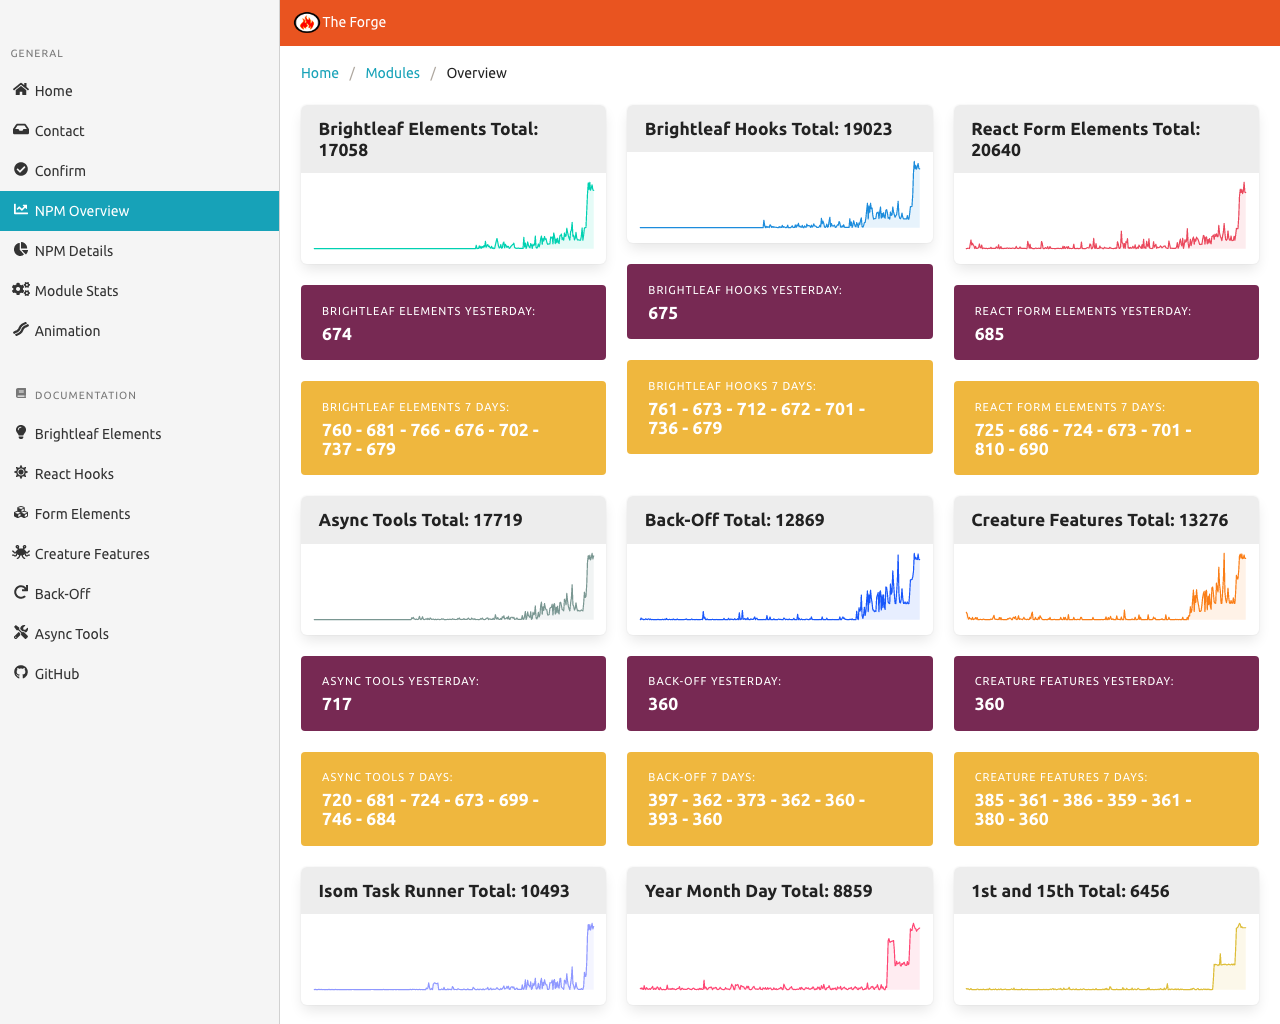 The Forge
GENERAL
Home
Contact
Confirm
NPM Overview
NPM Details
Module Stats
Animation
DOCUMENTATION
Brightleaf Elements
React Hooks
Form Elements
Creature Features
Back-Off
Async Tools
GitHub
Home / Modules / Overview
Brightleaf Elements Total:
17058
BRIGHTLEAF ELEMENTS YESTERDAY:
674
BRIGHTLEAF ELEMENTS 7 DAYS:
760 - 681 - 766 - 676 - 702 -
737 - 679
Brightleaf Hooks Total: 19023
BRIGHTLEAF HOOKS YESTERDAY:
675
BRIGHTLEAF HOOKS 7 DAYS:
761 - 673 - 712 - 672 - 701 -
736 - 679
React Form Elements Total:
20640
REACT FORM ELEMENTS YESTERDAY:
685
REACT FORM ELEMENTS 7 DAYS:
725 - 686 - 724 - 673 - 701 -
810 - 690
Async Tools Total: 17719
ASYNC TOOLS YESTERDAY:
717
ASYNC TOOLS 7 DAYS:
720 - 681 - 724 - 673 - 699 -
746 - 684
Back-Off Total: 12869
BACK-OFF YESTERDAY:
360
BACK-OFF 7 DAYS:
397 - 362 - 373 - 362 - 360 -
393 - 360
Creature Features Total: 13276
CREATURE FEATURES YESTERDAY:
360
CREATURE FEATURES 7 DAYS:
385 - 361 - 386 - 359 - 361 -
380 - 360
Isom Task Runner Total: 10493
Year Month Day Total: 8859
1st and 15th Total: 6456